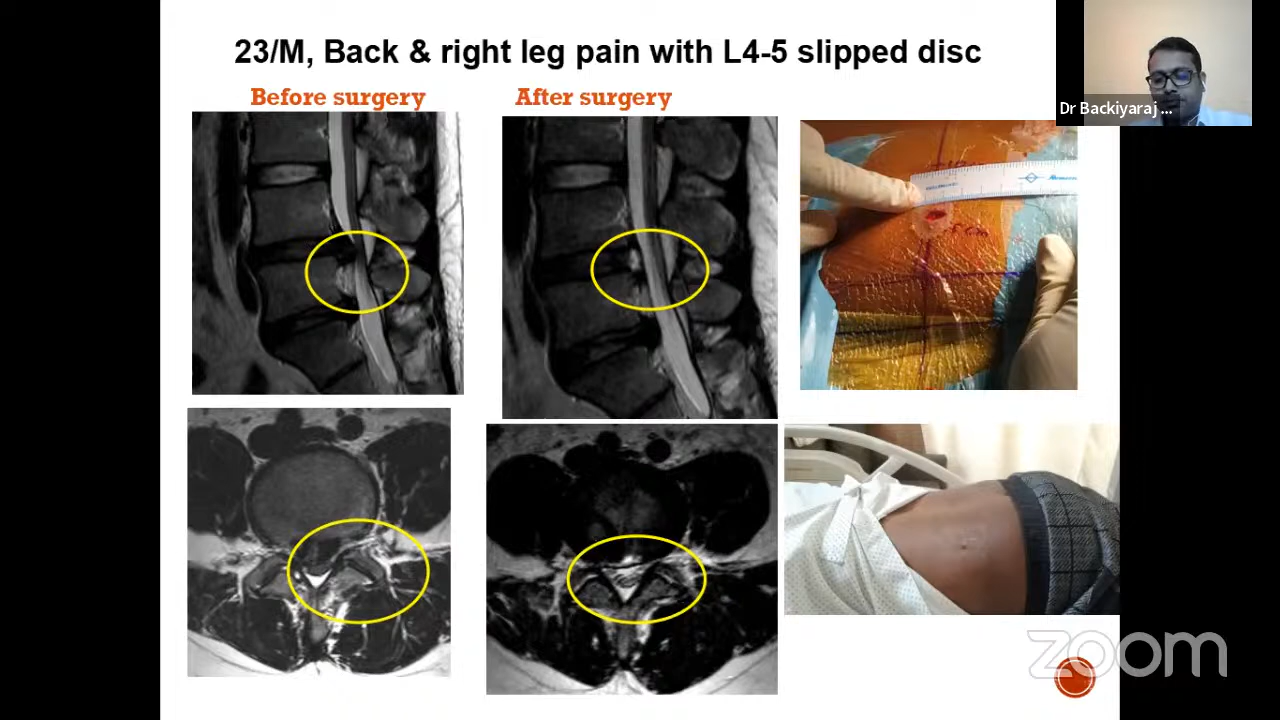 23/M, Back & right leg pain with L4-5 slipped disc
Before surgery
After surgery
Dr Backiyaraj ...
zoom